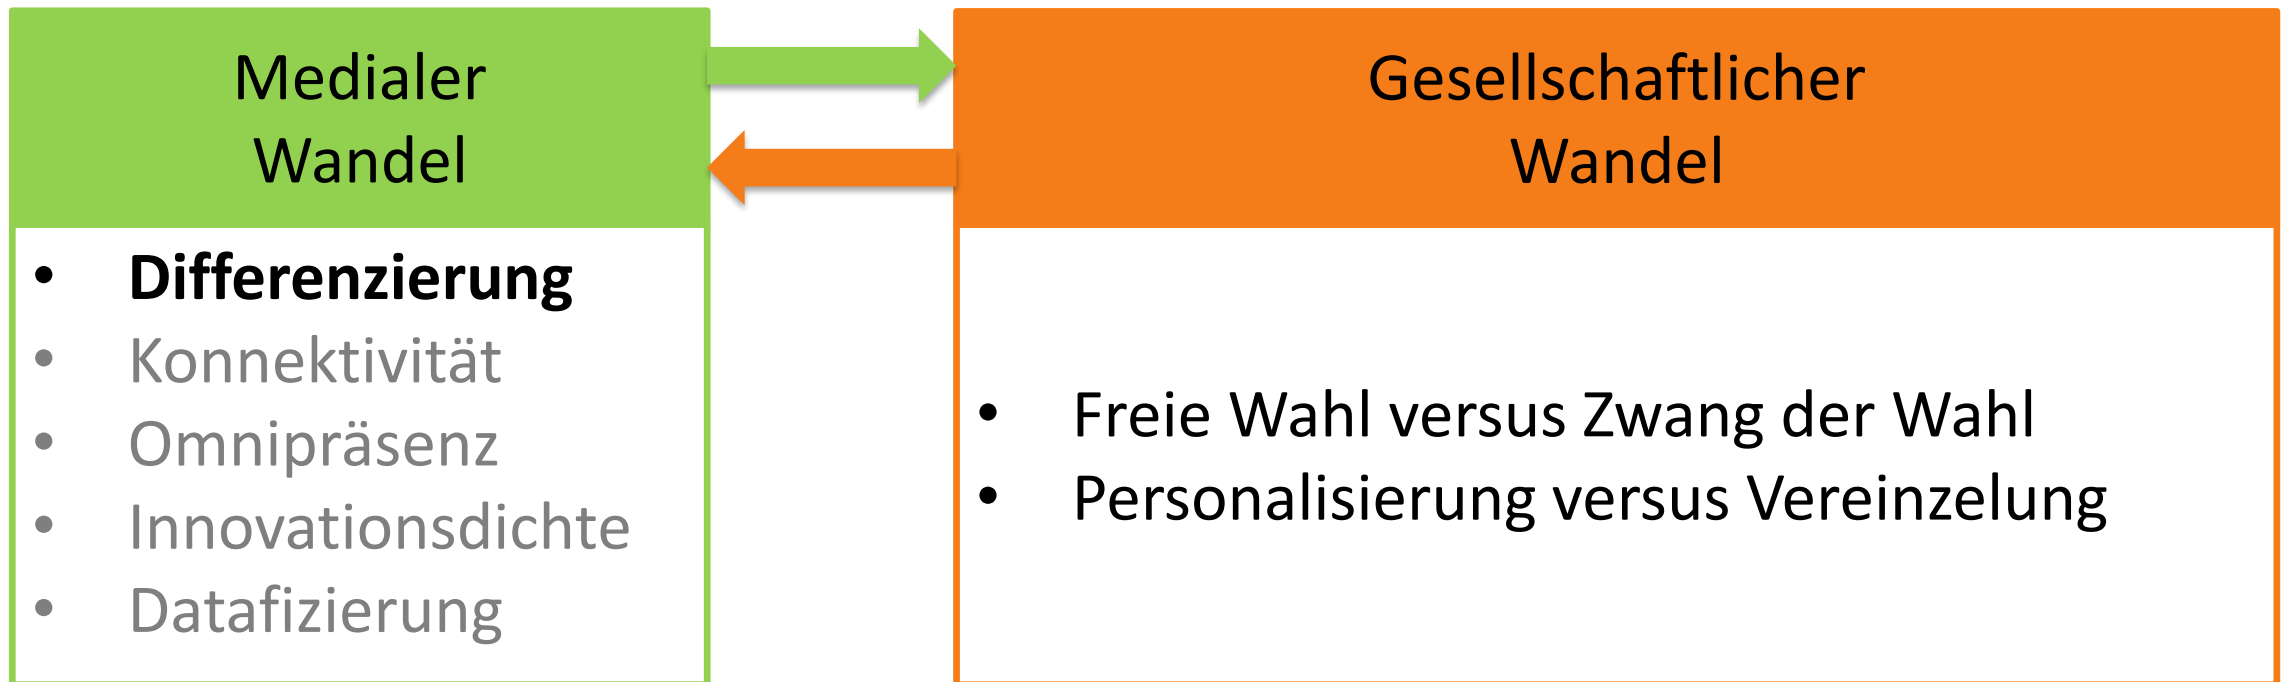 Medialer
Wandel
• Differenzierung
• Konnektivität
• Omnipräsenz
• Innovationsdichte
• Datafizierung
Gesellschaftlicher
Wandel
• Freie Wahl versus Zwang der Wahl
• Personalisierung versus Vereinzelung